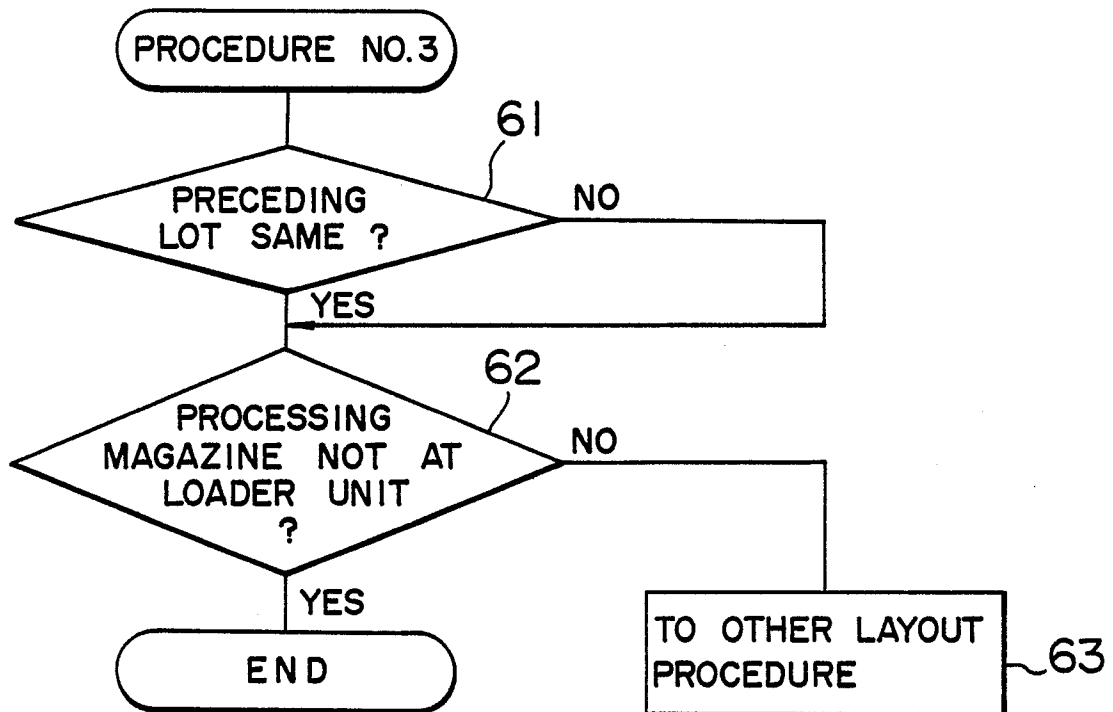 PROCEDURE NO.3
61
PRECEDING
LOT SAME ?
NO
YES
62
PROCESSING
MAGAZINE NOT AT
LOADER UNIT
?
NO
YES
END
TO OTHER LAYOUT
PROCEDURE
63